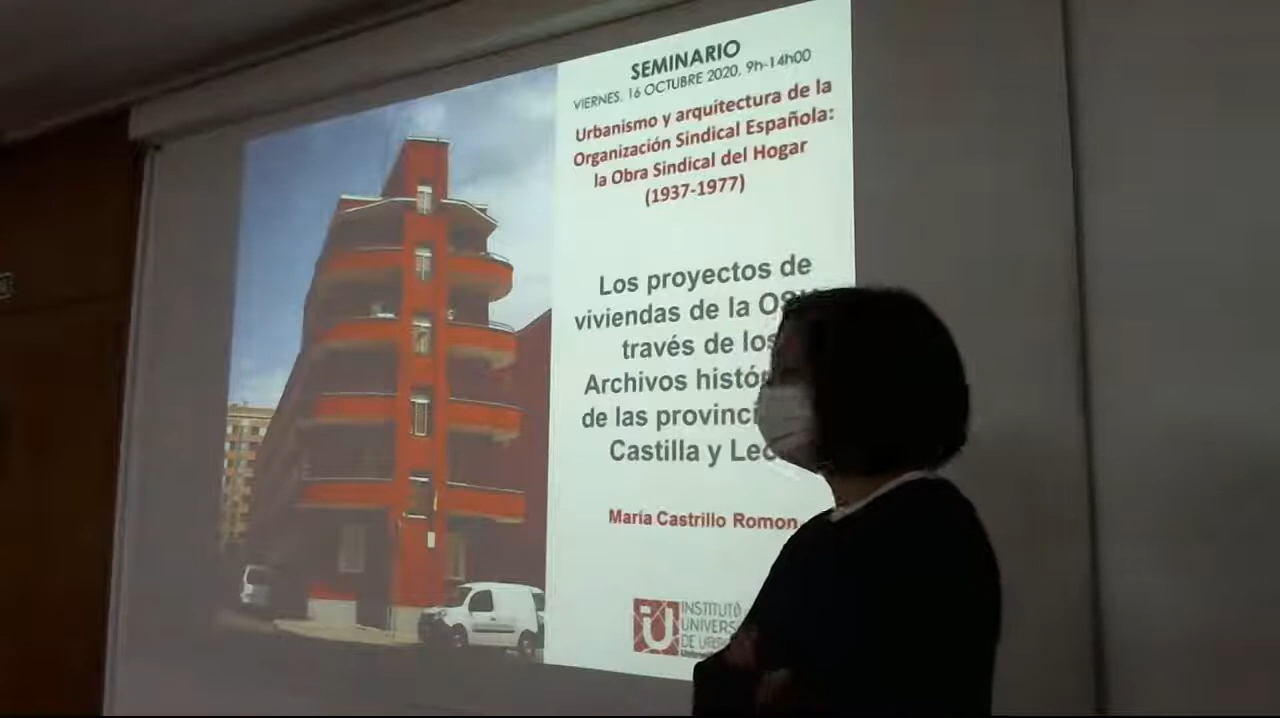 SEMINARIO
VIERNES, 16 OCTUBRE 2020, 9h-14h00
Urbanismo y arquitectura de la
Organización Sindical Española:
la Obra Sindical del Hogar
(1937-1977)
Los proyectos de
viviendas de la
través de los
Archivos
de las
Castilla y
María Castrillo Romon
IU
INSTITUTO
DE